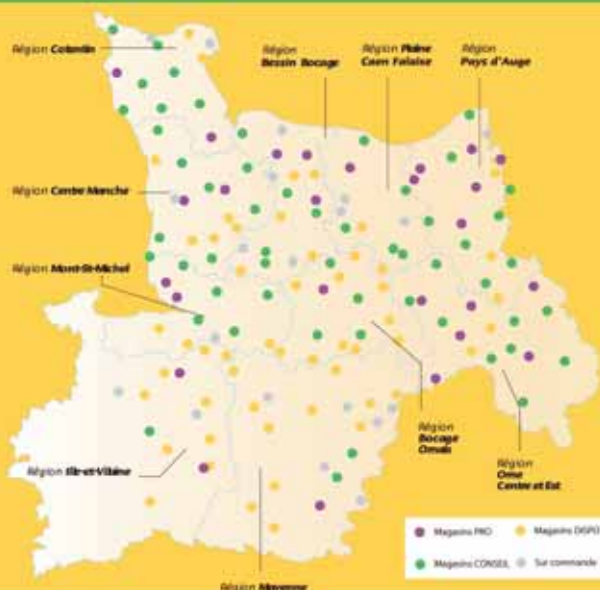 Région Cotentin
Région
Bessin Bocage
Région Plaine
Caen Falaise
Région
Pays d'Auge
Région Centre Manche
Région Mont-St-Michel
Région
Bocage
Ornais
Région
Orne
Centre et Est
Région Ille-et-Vilaine
Région Mayenne
Magasins PRO
Magasins DISPO
Magasins CONSEIL
Sur commande